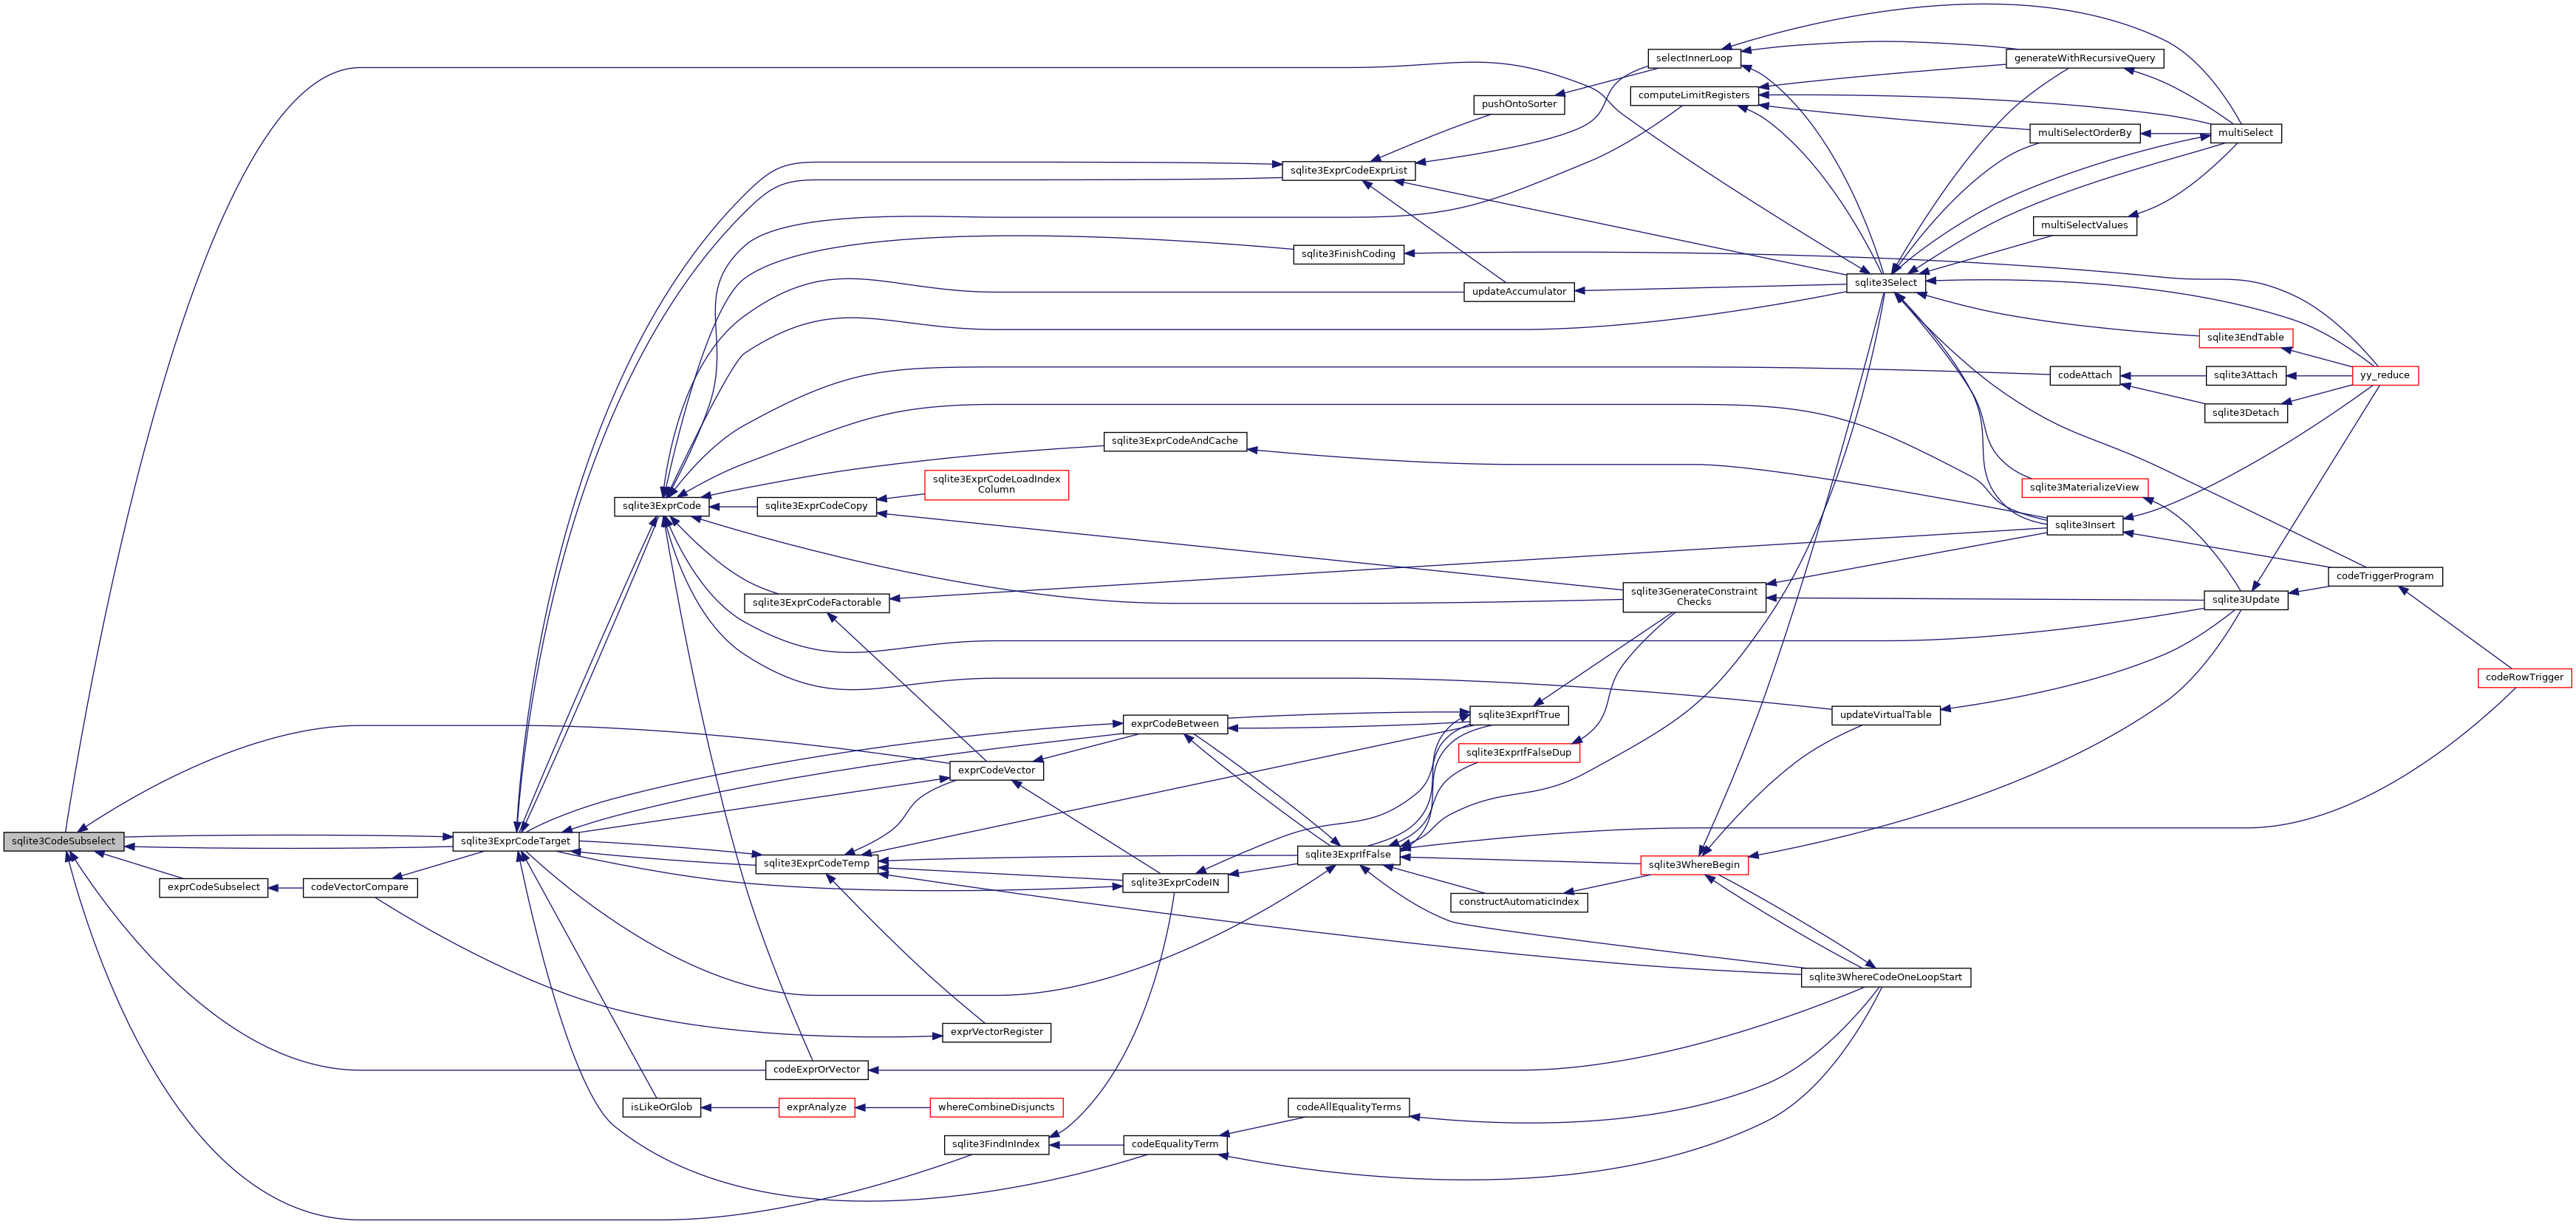 selectInnerLoop
generateWithRecursiveQuery
computeLimitRegisters
pushOntoSorter
multiSelectOrderBy
multiSelect
sqlite3ExprCodeExprList
multiSelectValues
sqlite3FinishCoding
sqlite3Select
updateAccumulator
sqlite3EndTable
codeAttach
sqlite3Attach
yy_reduce
sqlite3Detach
sqlite3ExprCodeAndCache
sqlite3ExprCodeLoadIndex
Column
sqlite3MaterializeView
sqlite3ExprCode
sqlite3ExprCodeCopy
sqlite3Insert
codeTriggerProgram
sqlite3GenerateConstraint
Checks
sqlite3ExprCodeFactorable
sqlite3Update
codeRowTrigger
exprCodeBetween
sqlite3ExprIfTrue
updateVirtualTable
sqlite3ExprIfFalseDup
exprCodeVector
sqlite3CodeSubselect
sqlite3ExprCodeTarget
sqlite3ExprCodeTemp
sqlite3ExprIfFalse
sqlite3WhereBegin
exprCodeSubselect
codeVectorCompare
sqlite3ExprCodeIN
constructAutomaticIndex
sqlite3WhereCodeOneLoopStart
exprVectorRegister
codeExprOrVector
isLikeOrGlob
exprAnalyze
whereCombineDisjuncts
codeAllEqualityTerms
sqlite3FindInIndex
codeEqualityTerm